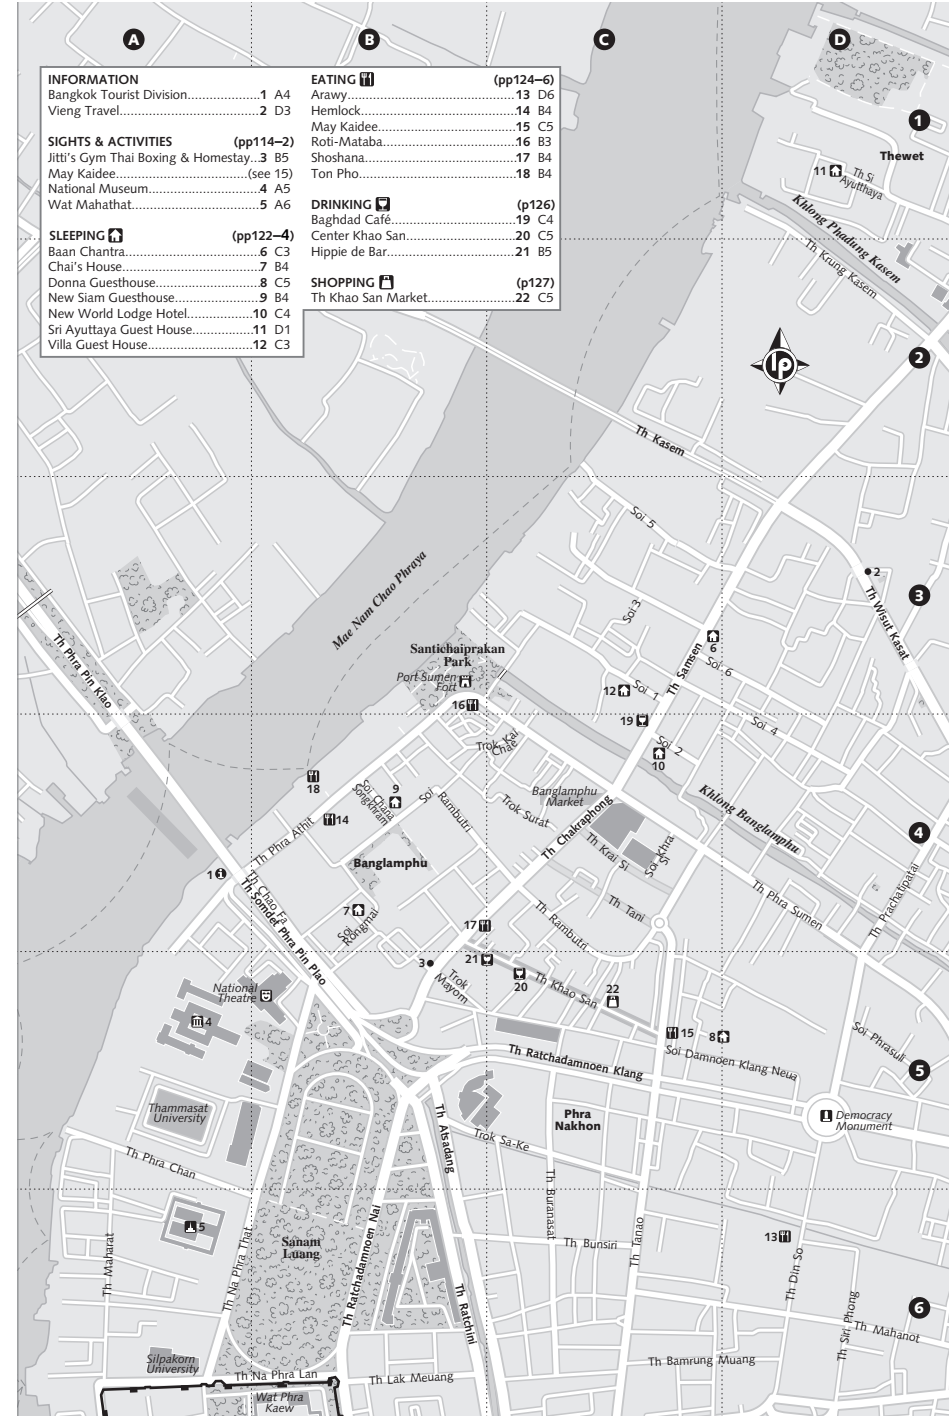 A
B
C
D
INFORMATION
Bangkok Tourist Division..................1 A4
Vieng Travel...................................2 D3
SIGHTS & ACTIVITIES (pp114–2)
Jitti's Gym Thai Boxing & Homestay...3 B5
May Kaidee..........................(see 15)
National Museum...........................4 A5
Wat Mahathat................................5 A6
SLEEPING (pp122–4)
Baan Chantra.................................6 C3
Chai's House..................................7 B4
Donna Guesthouse.........................8 C5
New Siam Guesthouse....................9 B4
New World Lodge Hotel................10 C4
Sri Ayuttaya Guest House..............11 D1
Villa Guest House.........................12 C3
EATING (pp124–6)
Arawy..........................................13 D6
Hemlock......................................14 B4
May Kaidee..................................15 C5
Roti-Mataba.................................16 B3
Shoshana.....................................17 B4
Ton Pho.......................................18 B4
DRINKING (p126)
Baghdad Café...............................19 C4
Center Khao San...........................20 C5
Hippie de Bar...............................21 B5
SHOPPING (p127)
Th Khao San Market......................22 C5
1
Thewet
11
Th Si
Ayutthaya
Khlong Phadung Kasem
Th Krung Kasem
lp
2
Th Kasem
Soi 5
2
3
Th Wisut Kasat
Mae Nam Chao Phraya
Soi 3
Th Phra Pin Klao
Santichaiprakan
Park
Port Sumen
Fort
16
6
Soi 6
Th Samsen
12
Soi 1
19
Soi 4
Soi 2
10
Trok Kai
Chae
18
Soi Chana
Songkhram
9
Soi
Rambutri
14
Banglamphu
Market
Trok Surat
Khlong Banglamphu
4
Th Phra Athit
Th Chakraphong
Th Krai Si
Soi Khra
Si
Banglamphu
1
Th Chao Fa
Th Somdet Phra Pin Plao
Th Prachatipatai
Th Phra Sumen
7
Soi
Rongmai
Th Tani
17
Th Rambutri
21
3
Trok
Mayom
20
Th Khao San
22
National
Theatre
4
15
8
Soi Phrasuli
Th Ratchadamnoen Klang
Soi Damnoen Klang Neua
5
Thammasat
University
Phra
Nakhon
Democracy
Monument
Th Atsadang
Trok Sa-Ke
Th Phra Chan
Th Buranasat
5
Sanam
Luang
Th Bunsiri
Th Tanao
13
Th Maharat
Th Na Phra That
Th Ratchadamnoen Nai
Th Ratchini
Th Din So
Th Siri Phong
6
Th Mahanot
Silpakorn
University
Th Na Phra Lan
Th Lak Meuang
Th Bamrung Muang
Wat Phra
Kaew